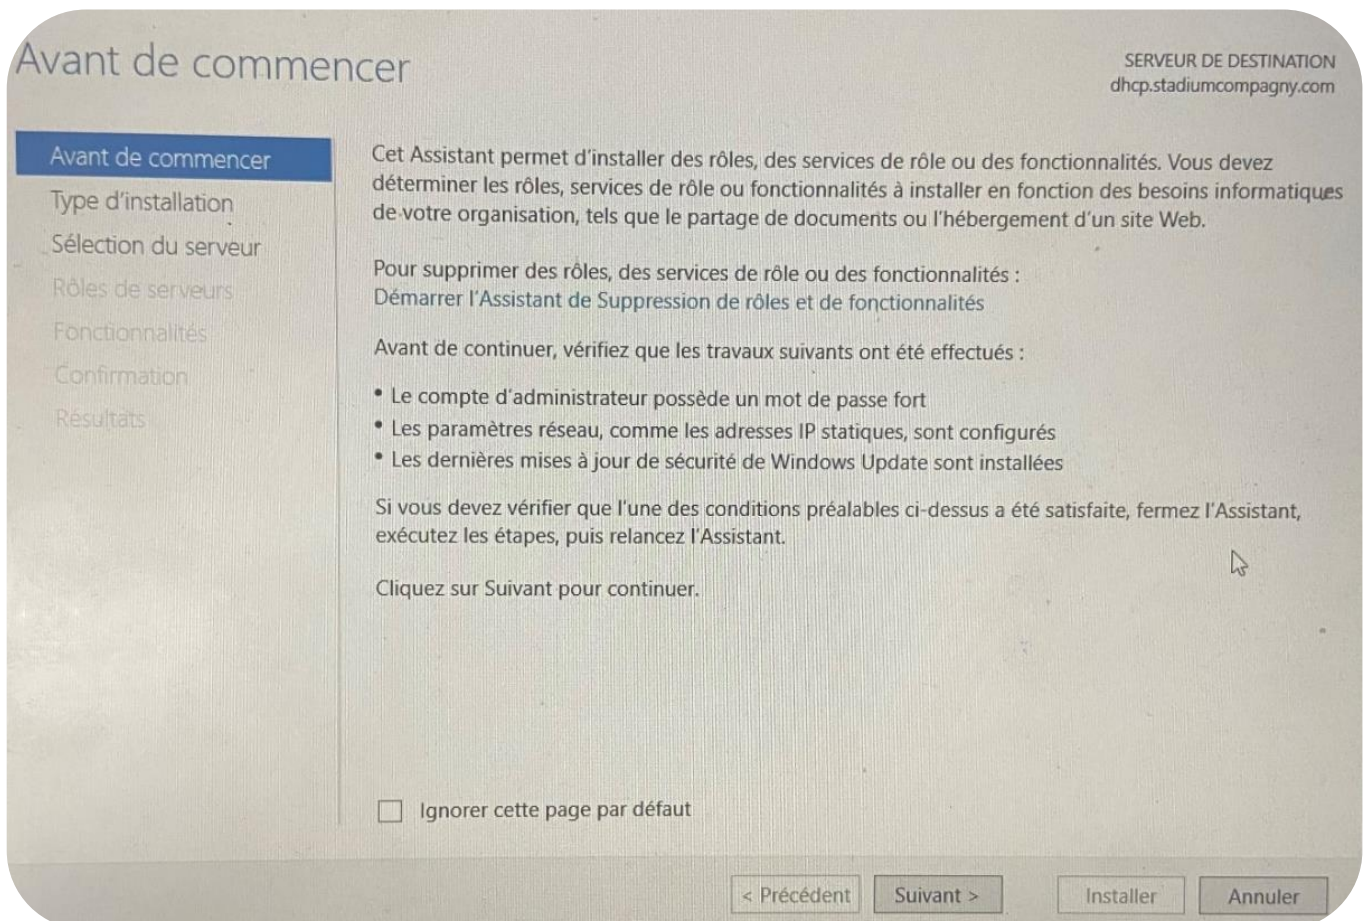 Avant de commencer
SERVEUR DE DESTINATION
dhcp.stadiumcompagny.com
Avant de commencer
Type d'installation
Sélection du serveur
Rôles de serveurs
Fonctionnalités
Confirmation
Résultats
Cet Assistant permet d'installer des rôles, des services de rôle ou des fonctionnalités. Vous devez
déterminer les rôles, services de rôle ou fonctionnalités à installer en fonction des besoins informatiques
de votre organisation, tels que le partage de documents ou l'hébergement d'un site Web.
Pour supprimer des rôles, des services de rôle ou des fonctionnalités :
Démarrer l'Assistant de Suppression de rôles et de fonctionnalités
Avant de continuer, vérifiez que les travaux suivants ont été effectués :
• Le compte d'administrateur possède un mot de passe fort
• Les paramètres réseau, comme les adresses IP statiques, sont configurés
• Les dernières mises à jour de sécurité de Windows Update sont installées
Si vous devez vérifier que l'une des conditions préalables ci-dessus a été satisfaite, fermez l'Assistant,
exécutez les étapes, puis relancez l'Assistant.
Cliquez sur Suivant pour continuer.
Ignorer cette page par défaut
< Précédent
Suivant >
Installer
Annuler